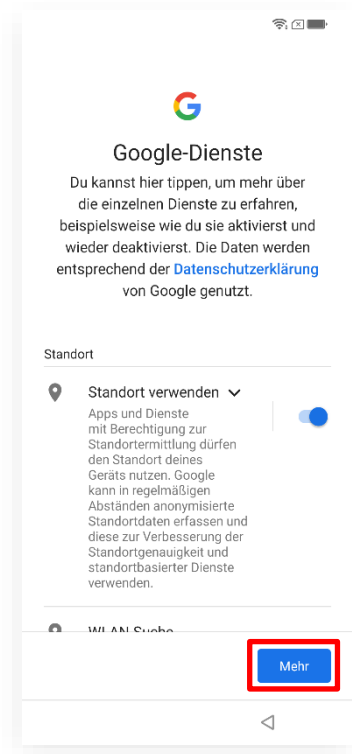 Google-Dienste
Du kannst hier tippen, um mehr über
die einzelnen Dienste zu erfahren,
beispielsweise wie du sie aktivierst und
wieder deaktivierst. Die Daten werden
entsprechend der Datenschutzerklärung
von Google genutzt.
Standort
Standort verwenden
Apps und Dienste
mit Berechtigung zur
Standortermittlung dürfen
den Standort deines
Geräts nutzen. Google
kann in regelmäßigen
Abständen anonymisierte
Standortdaten erfassen und
diese zur Verbesserung der
Standortgenauigkeit und
standortbasierter Dienste
verwenden.
WLAN-Suche
Mehr